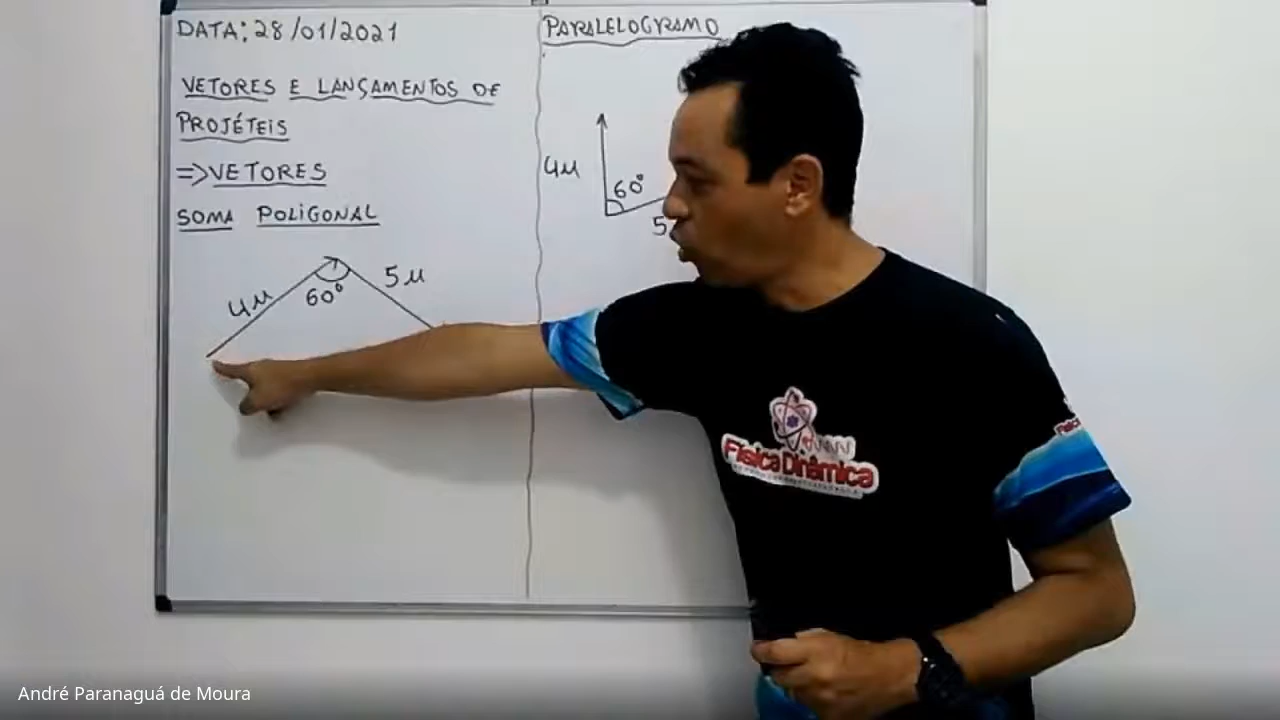 DATA: 28/01/2021
VETORES E LANÇAMENTOS DE
PROJÉTEIS
=>VETORES
SOMA POLIGONAL
4u
60°
5u
PARALELOGRAMO
4u
60°
5
Física Dinâmica
André Paranaguá de Moura